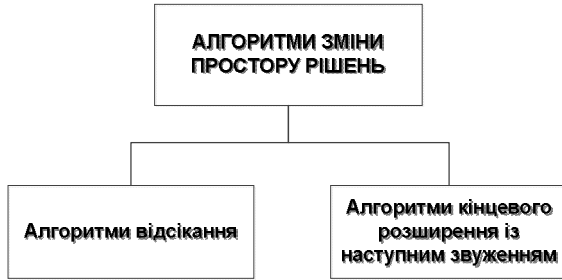 АЛГОРИТМИ ЗМІНИ
ПРОСТОРУ РІШЕНЬ
Алгоритми відсікання
Алгоритми кінцевого
розширення із
наступним звуженням